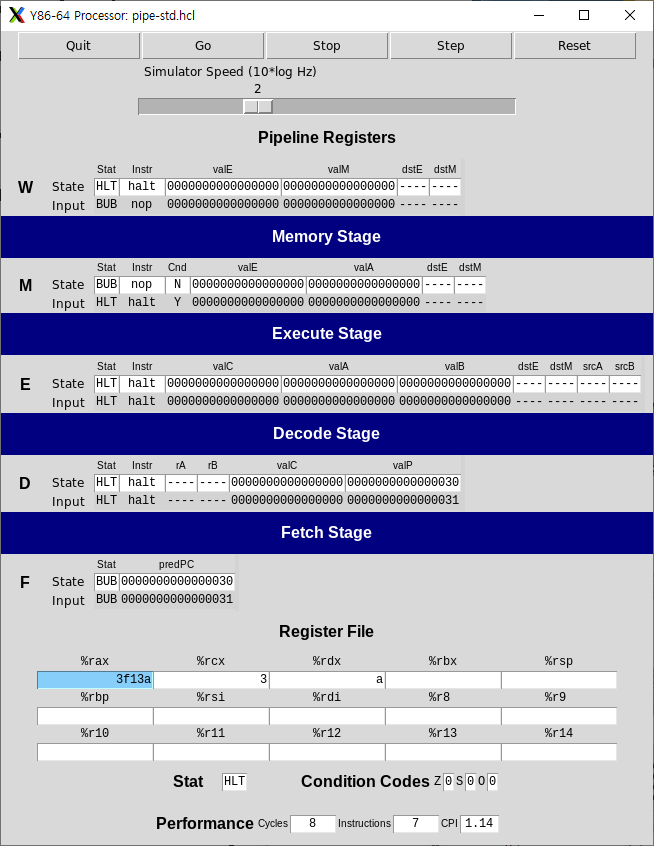 Y86-64 Processor: pipe-std.hcl
Quit Go Stop Step Reset
Simulator Speed (10*log Hz)
2
Pipeline Registers
Stat Instr valE valM dstE dstM
W State HLT halt 0000000000000000 0000000000000000 ---- ----
Input BUB nop 0000000000000000 0000000000000000 ---- ----
Memory Stage
Stat Instr Cnd valE valA dstE dstM
M State BUB nop N 0000000000000000 0000000000000000 ---- ----
Input HLT halt Y 0000000000000000 0000000000000000 ---- ----
Execute Stage
Stat Instr valC valA valB dstE dstM srcA srcB
E State HLT halt 0000000000000000 0000000000000000 0000000000000000 ---- ---- ---- ----
Input HLT halt 0000000000000000 0000000000000000 0000000000000000 ---- ---- ---- ----
Decode Stage
Stat Instr rA rB valC valP
D State HLT halt ---- ---- 0000000000000000 0000000000000030
Input HLT halt ---- ---- 0000000000000000 0000000000000031
Fetch Stage
Stat predPC
F State BUB 0000000000000030
Input BUB 0000000000000031
Register File
%rax %rcx %rdx %rbx %rsp
3f13a 3 a
%rbp %rsi %rdi %r8 %r9
%r10 %r11 %r12 %r13 %r14
Stat HLT Condition Codes Z 0 S 0 O 0
Performance Cycles 8 Instructions 7 CPI 1.14